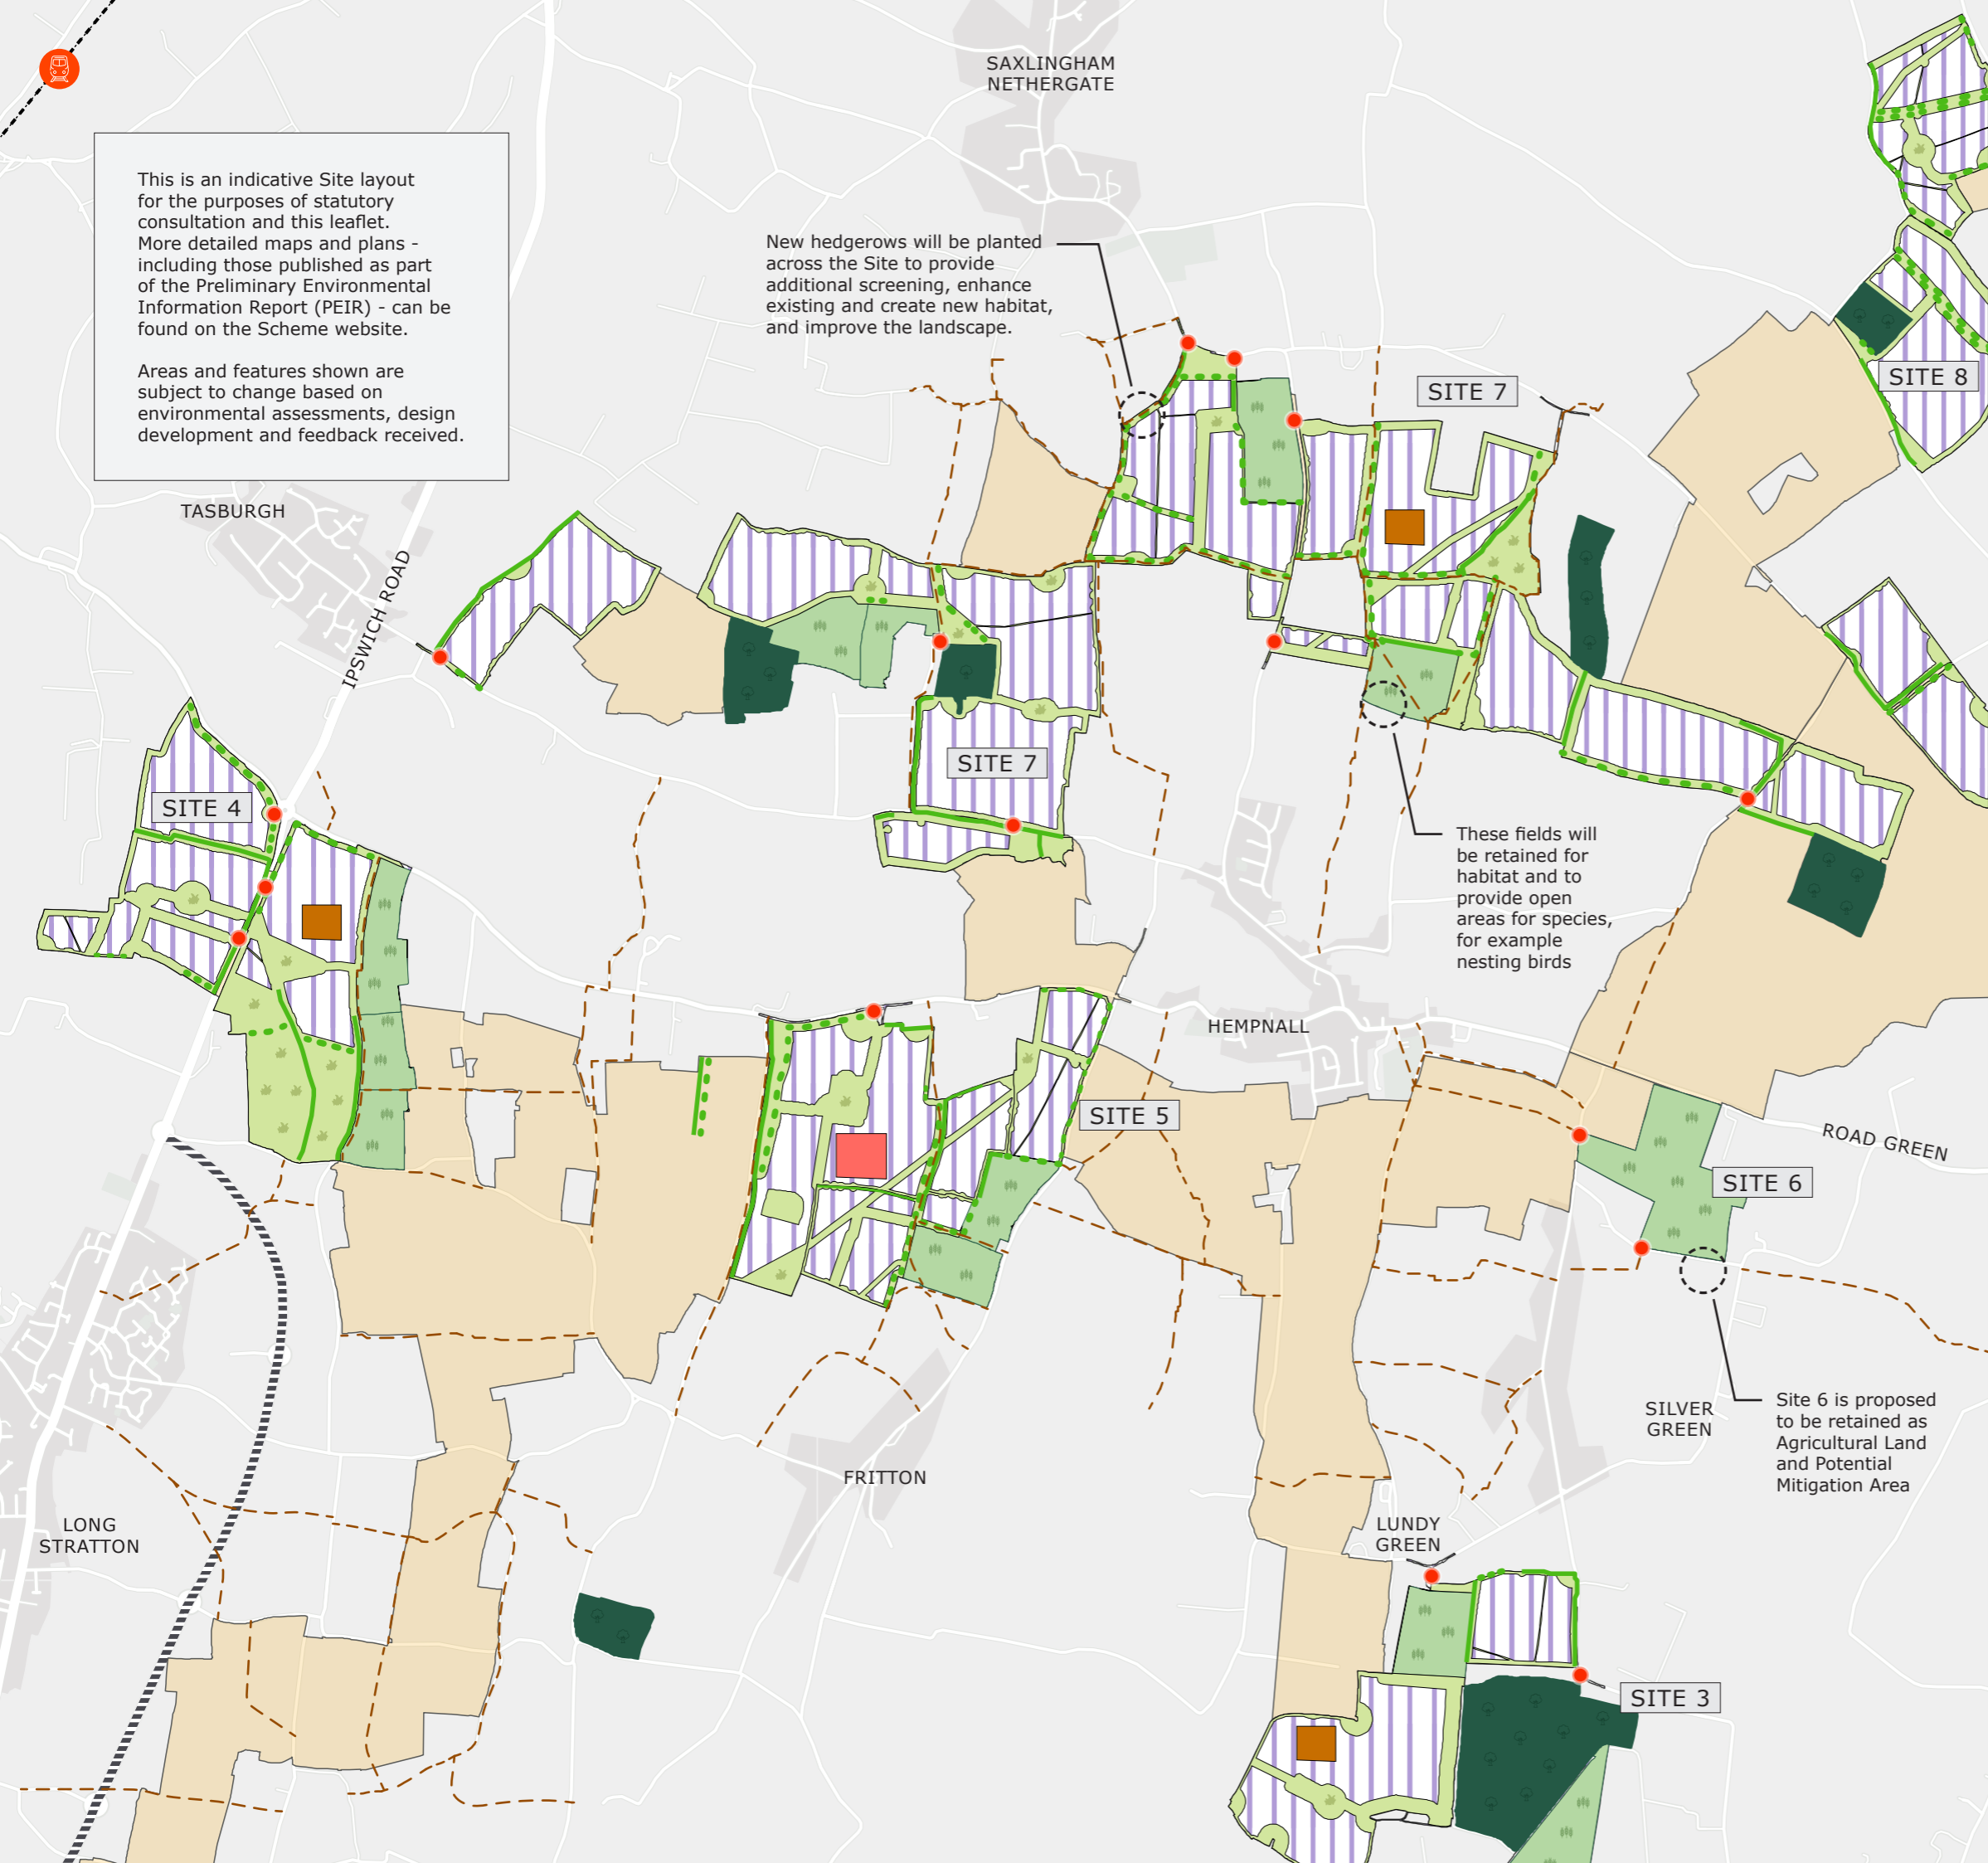 SAXLINGHAM
NETHERGATE
This is an indicative Site layout
for the purposes of statutory
consultation and this leaflet.
More detailed maps and plans -
including those published as part
of the Preliminary Environmental
Information Report (PEIR) - can be
found on the Scheme website.
Areas and features shown are
subject to change based on
environmental assessments, design
development and feedback received.
New hedgerows will be planted
across the Site to provide
additional screening, enhance
existing and create new habitat,
and improve the landscape.
SITE 8
SITE 7
TASBURGH
IPSWICH ROAD
SITE 7
SITE 4
These fields will
be retained for
habitat and to
provide open
areas for species,
for example
nesting birds
HEMPNALL
SITE 5
ROAD GREEN
SITE 6
SILVER
GREEN
Site 6 is proposed
to be retained as
Agricultural Land
and Potential
Mitigation Area
FRITTON
LONG
STRATTON
LUNDY
GREEN
SITE 3